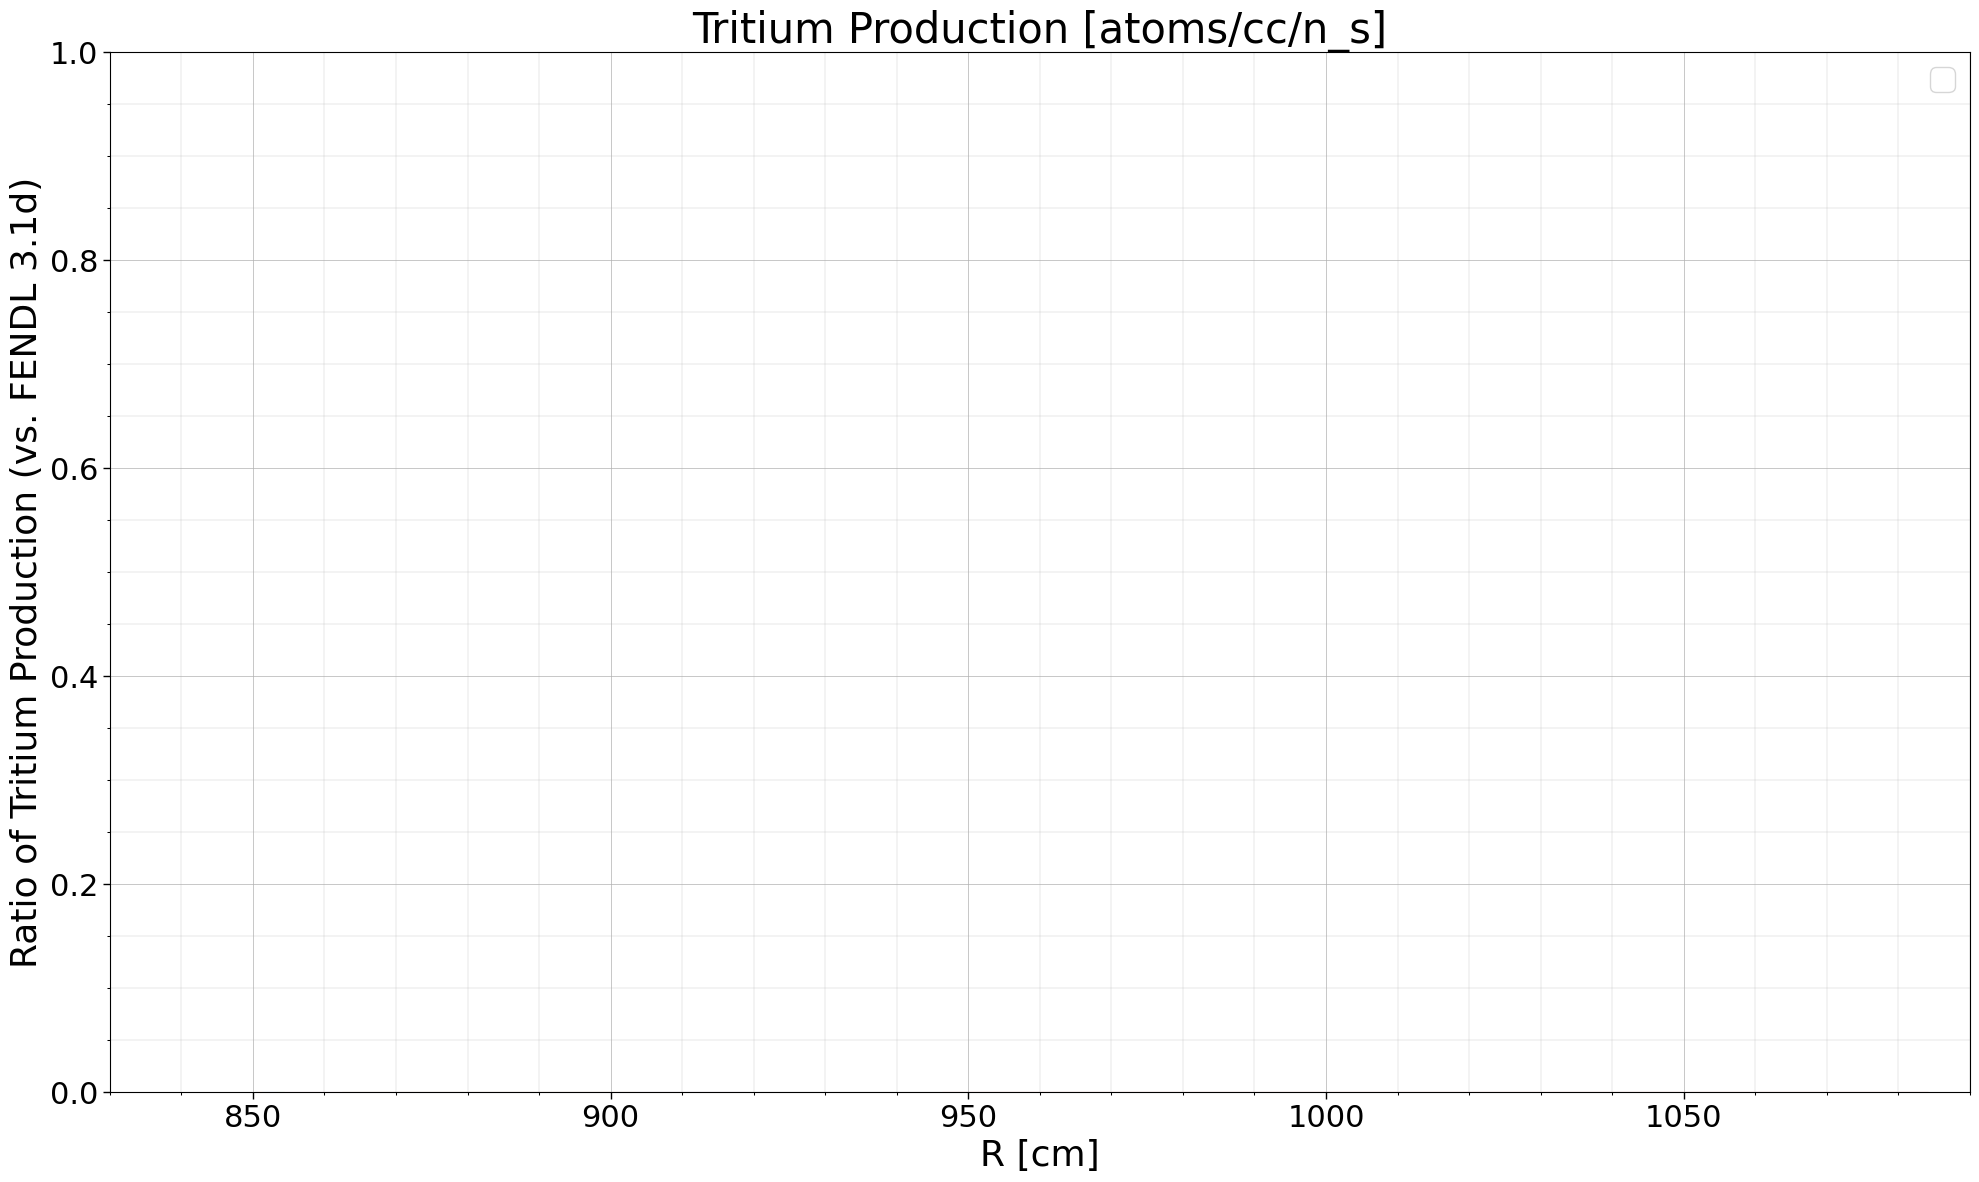 Tritium Production [atoms/cc/n_s]
Ratio of Tritium Production (vs. FENDL 3.1d)
1.0
0.8
0.6
0.4
0.2
0.0
850 900 950 1000 1050
R [cm]